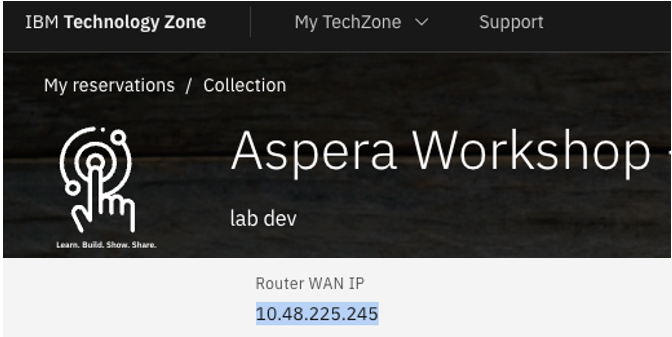 IBM Technology Zone My TechZone Support
My reservations / Collection
Aspera Workshop
Learn. Build. Show. Share.
lab dev
Router WAN IP
10.48.225.245